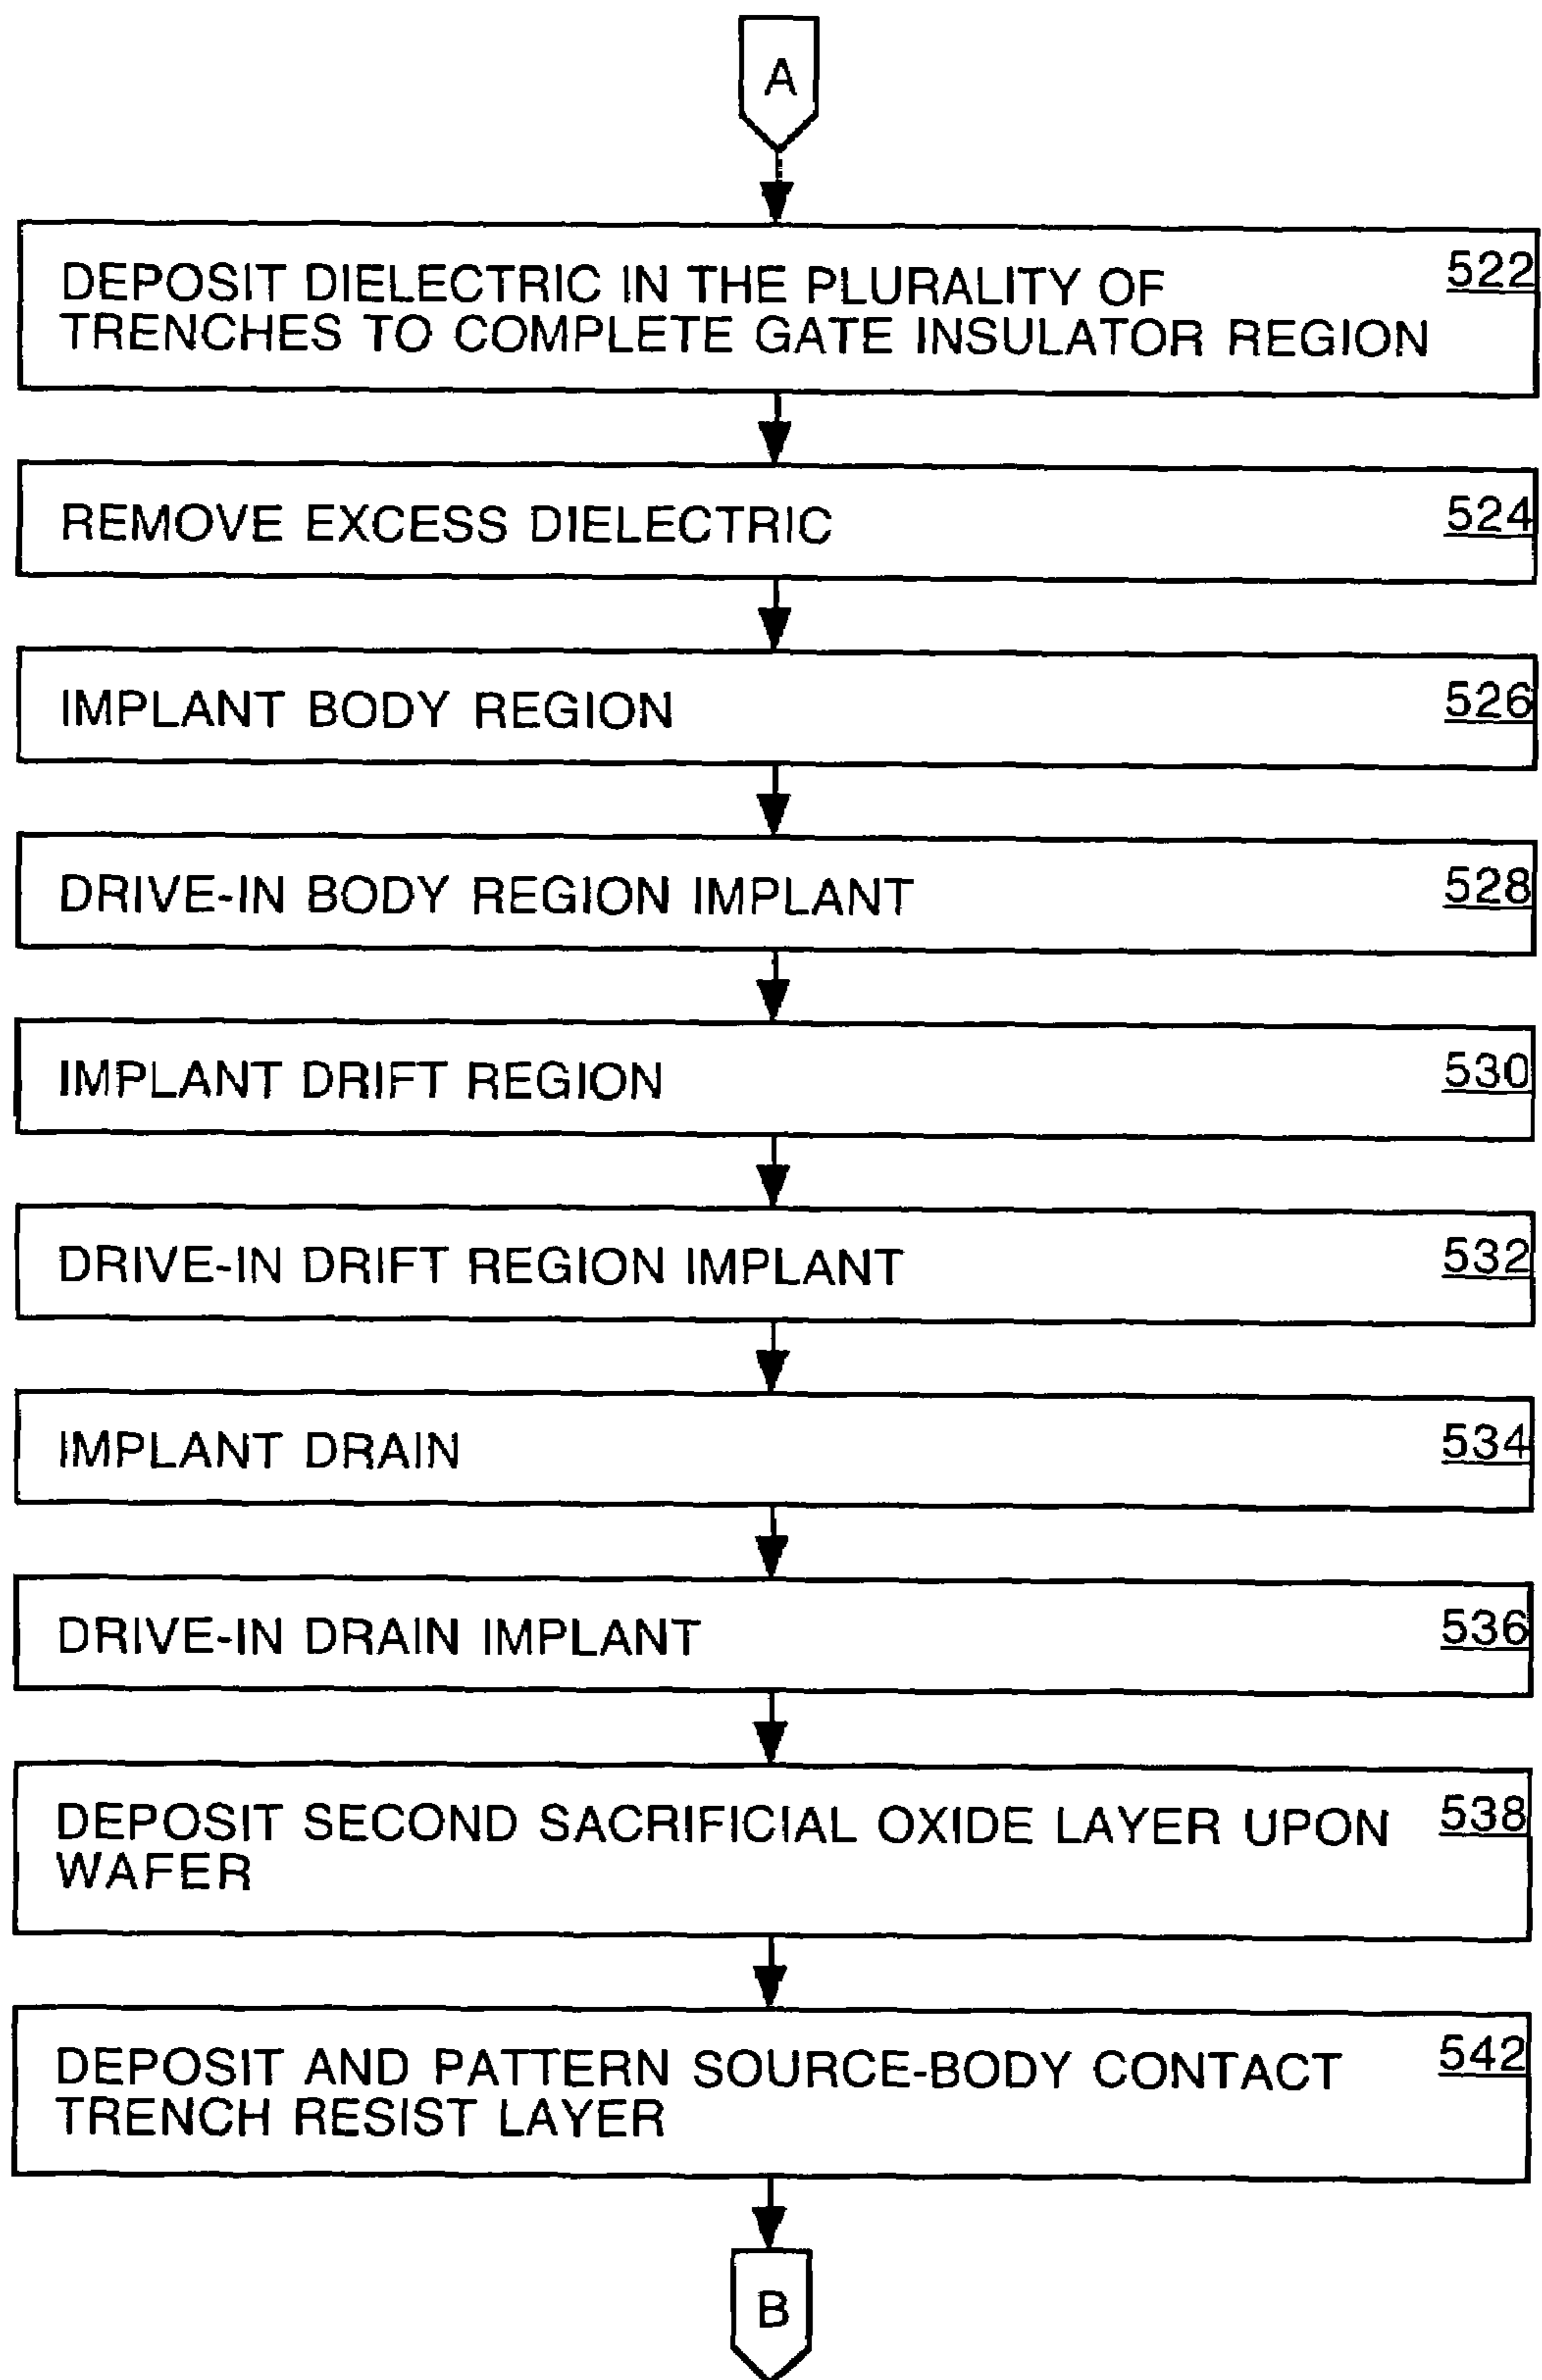 A
DEPOSIT DIELECTRIC IN THE PLURALITY OF 522
TRENCHES TO COMPLETE GATE INSULATOR REGION
REMOVE EXCESS DIELECTRIC 524
IMPLANT BODY REGION 526
DRIVE-IN BODY REGION IMPLANT 528
IMPLANT DRIFT REGION 530
DRIVE-IN DRIFT REGION IMPLANT 532
IMPLANT DRAIN 534
DRIVE-IN DRAIN IMPLANT 536
DEPOSIT SECOND SACRIFICIAL OXIDE LAYER UPON 538
WAFER
DEPOSIT AND PATTERN SOURCE-BODY CONTACT 542
TRENCH RESIST LAYER
B